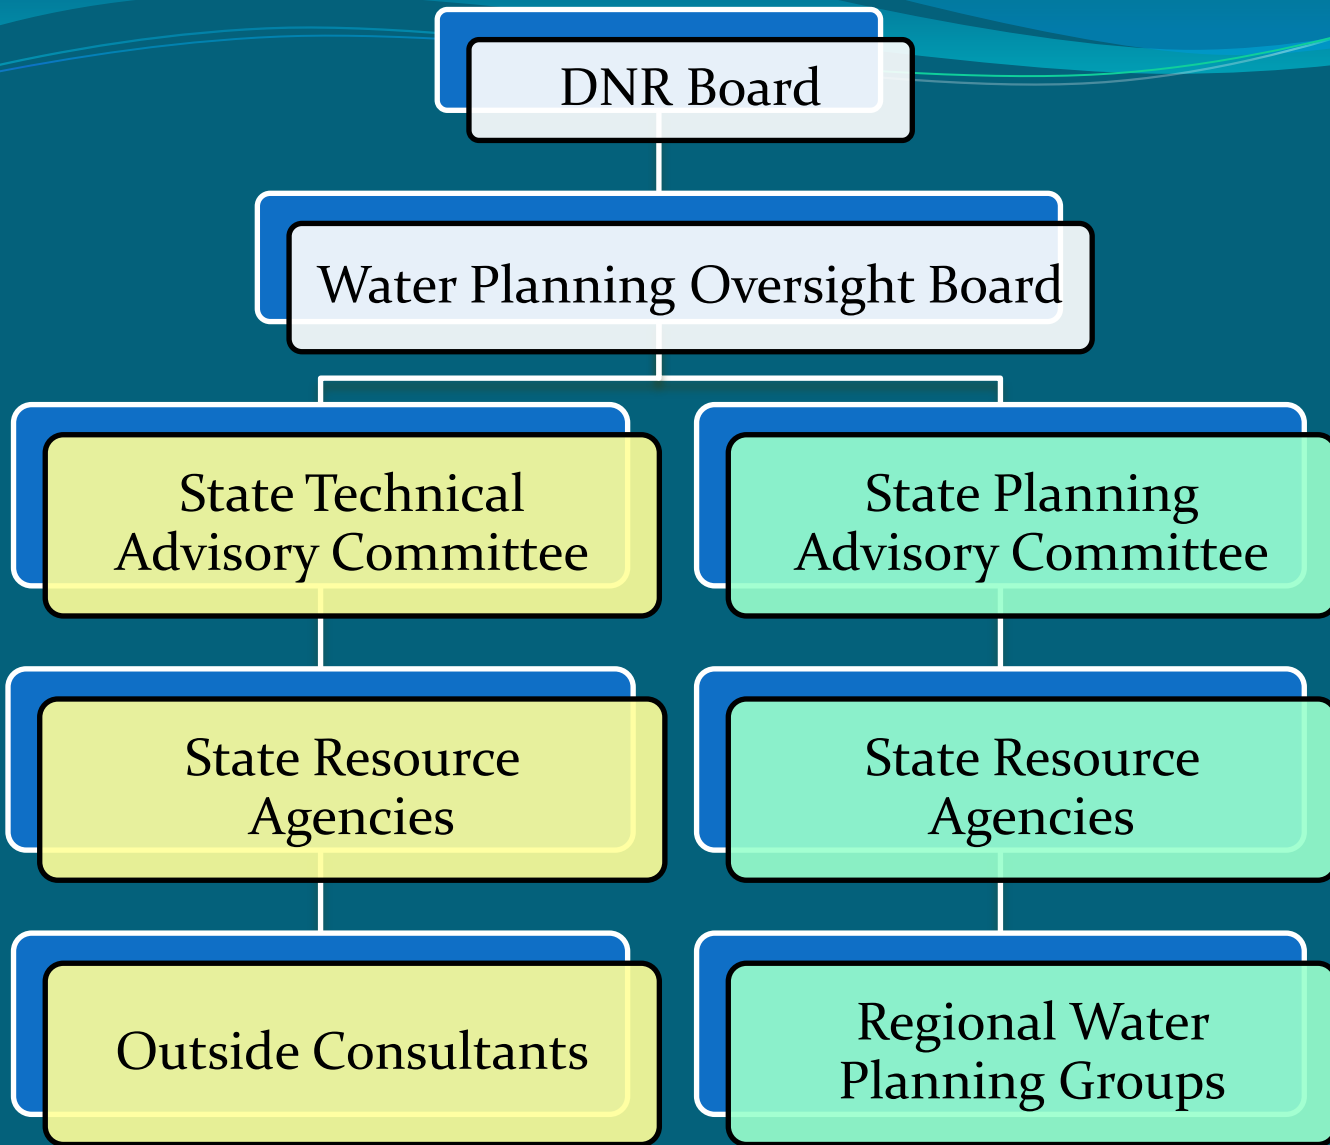 DNR Board
Water Planning Oversight Board
State Technical
Advisory Committee
State Planning
Advisory Committee
State Resource
Agencies
State Resource
Agencies
Outside Consultants
Regional Water
Planning Groups